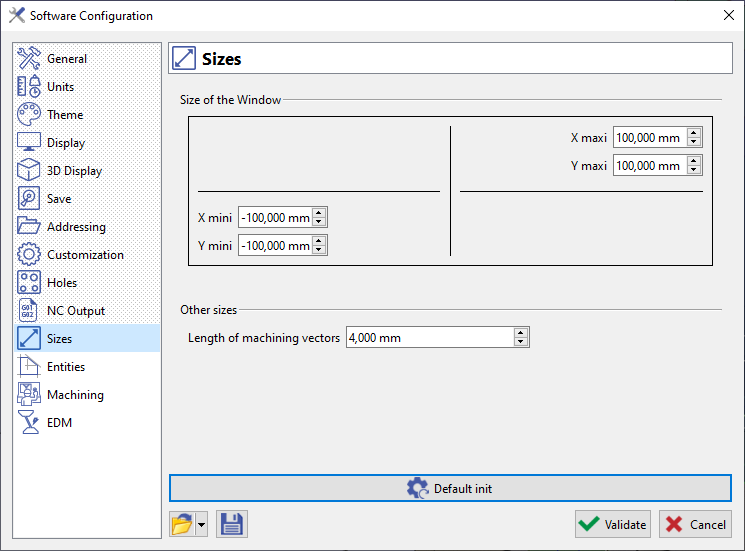 Software Configuration
General
Units
Theme
Display
3D Display
Save
Addressing
Customization
Holes
G01
G02
NC Output
Sizes
Entities
Machining
EDM
Sizes
Size of the Window
X maxi 100,000 mm
Y maxi 100,000 mm
X mini -100,000 mm
Y mini -100,000 mm
Other sizes
Length of machining vectors 4,000 mm
Default init
Validate
Cancel